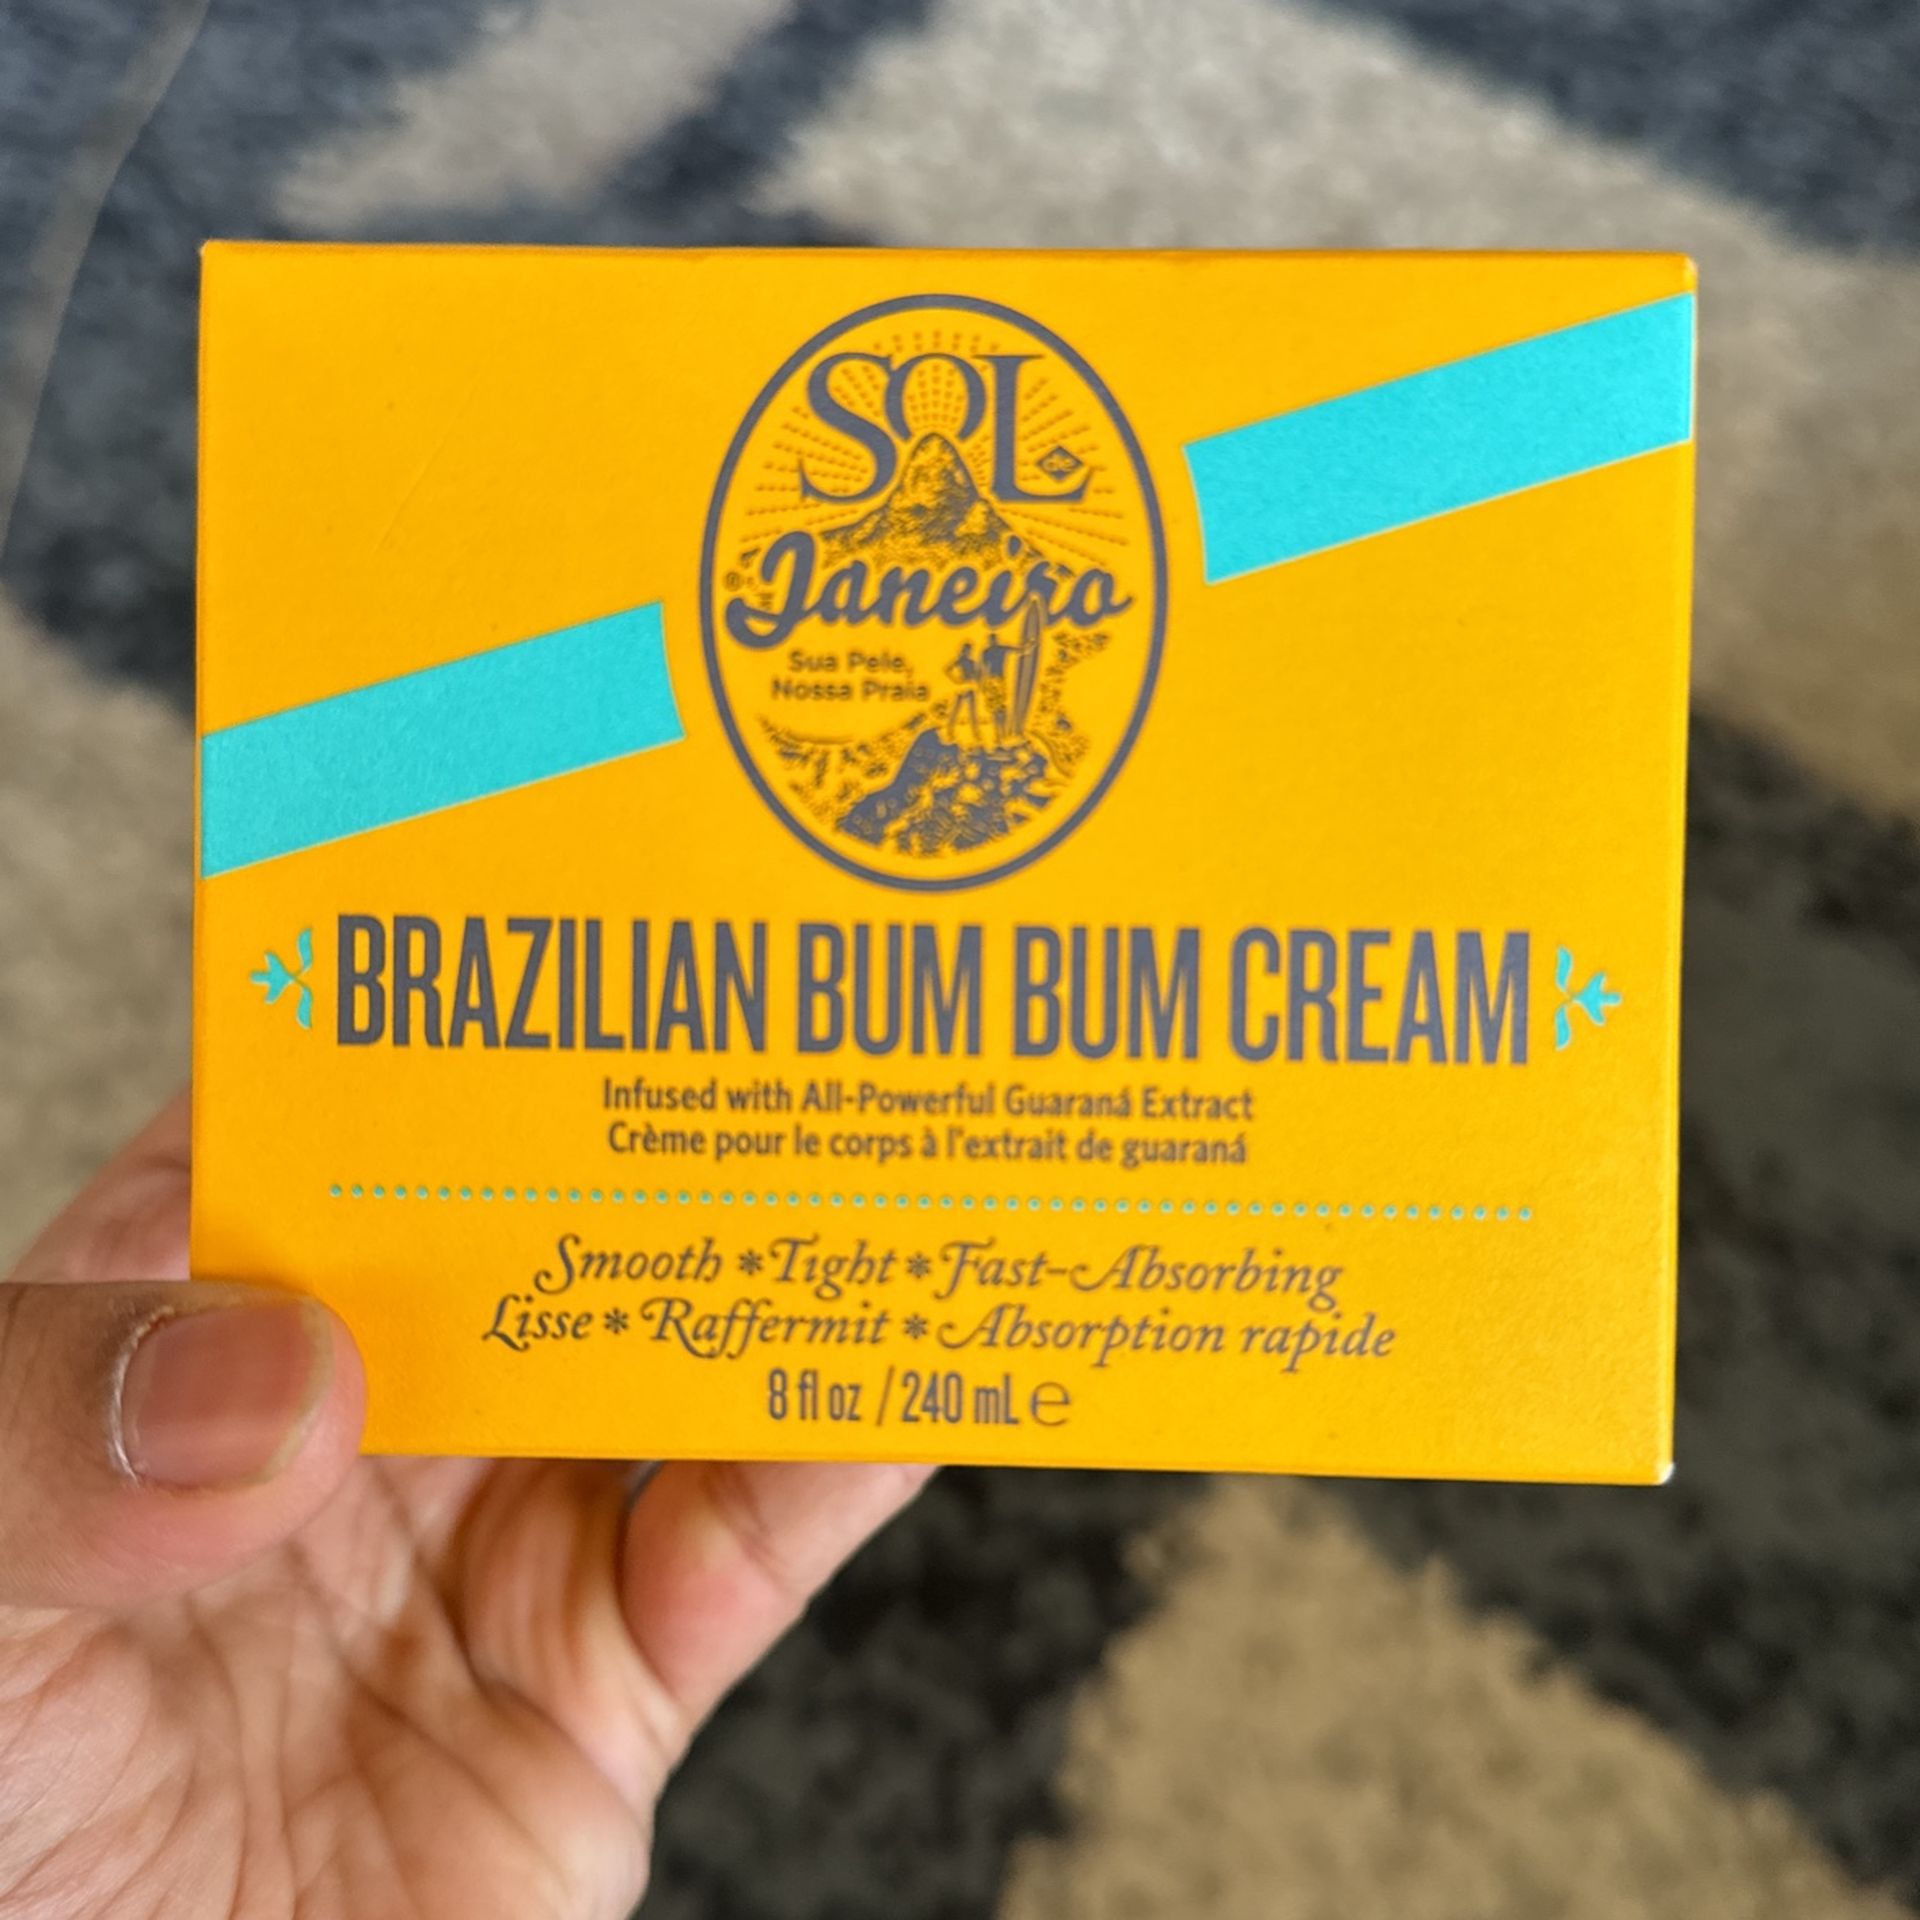 SOL
de
Janeiro
Sua Pele,
Nossa Praia
BRAZILIAN BUM BUM CREAM
Infused with All-Powerful Guaraná Extract
Crème pour le corps à l'extrait de guaraná
Smooth * Tight * Fast-Absorbing
Lisse * Raffermit * Absorption rapide
8 fl oz / 240 mL ℮